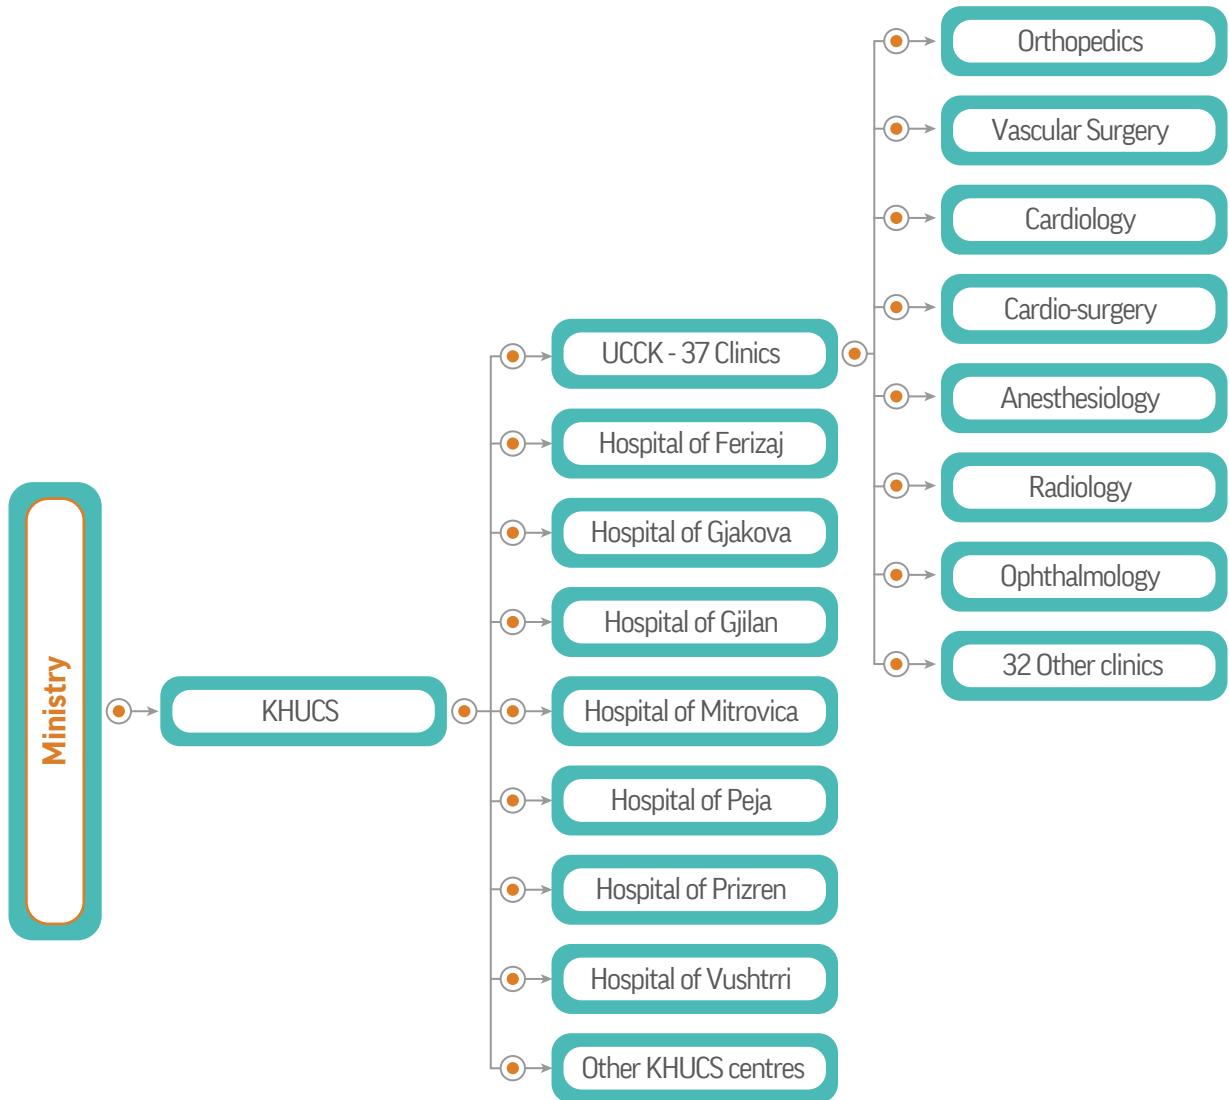 Ministry
KHUCS
UCCK - 37 Clinics
Hospital of Ferizaj
Hospital of Gjakova
Hospital of Gjilan
Hospital of Mitrovica
Hospital of Peja
Hospital of Prizren
Hospital of Vushtrri
Other KHUCS centres
Orthopedics
Vascular Surgery
Cardiology
Cardio-surgery
Anesthesiology
Radiology
Ophthalmology
32 Other clinics